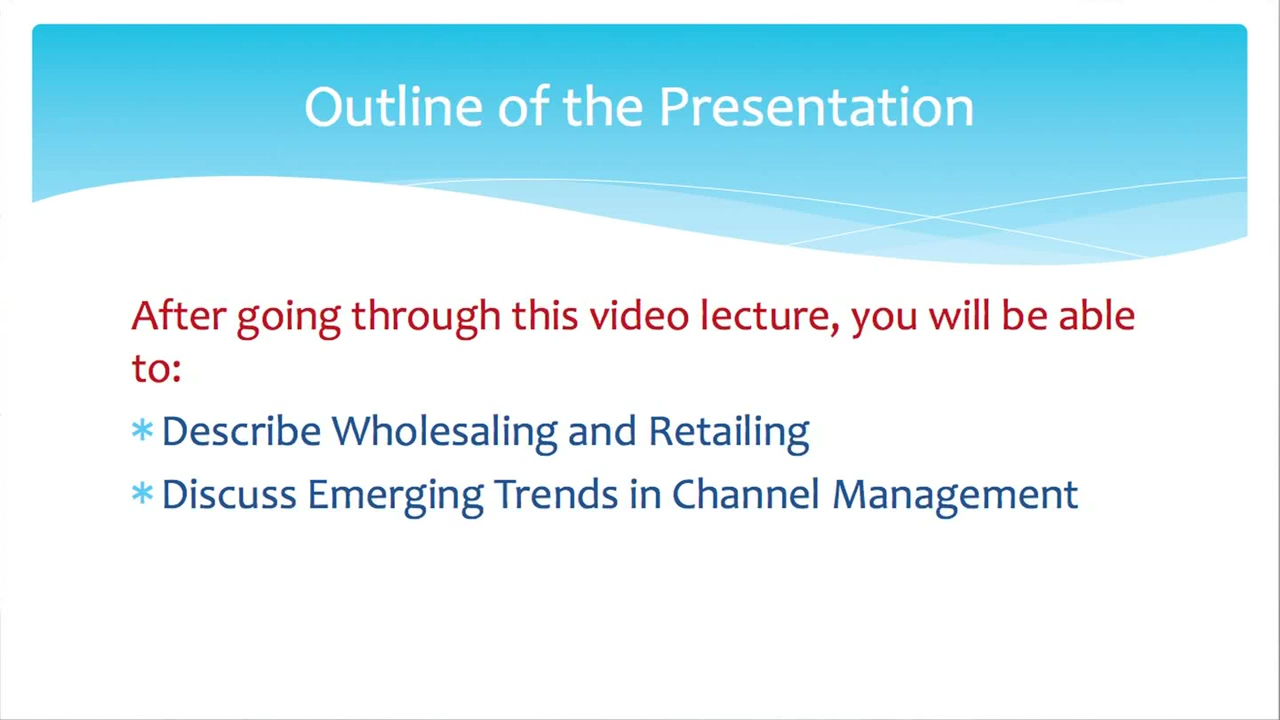 Outline of the Presentation
After going through this video lecture, you will be able
to:
* Describe Wholesaling and Retailing
* Discuss Emerging Trends in Channel Management